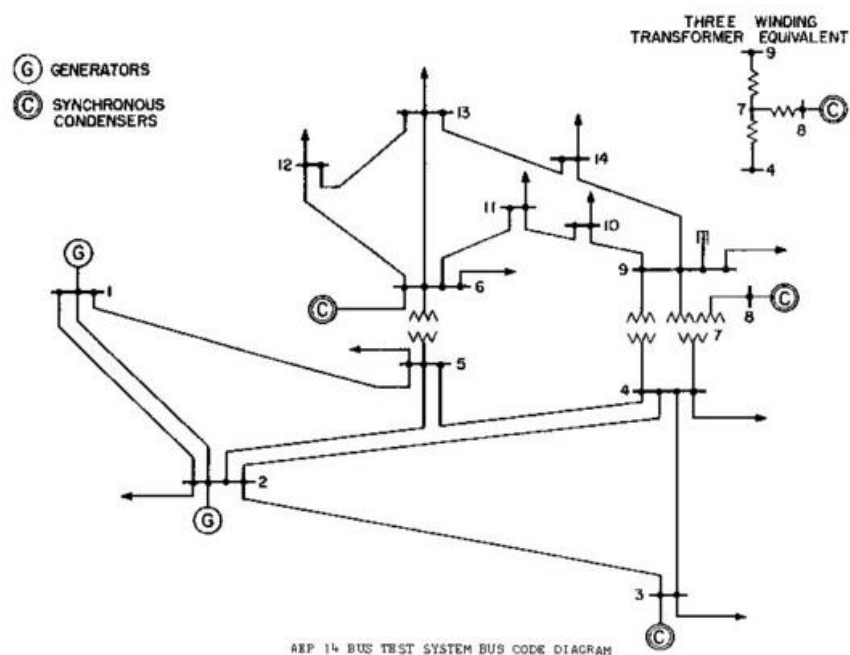 THREE WINDING
TRANSFORMER EQUIVALENT
9
7
8
C
4
G GENERATORS
C SYNCHRONOUS
CONDENSERS
13
12
14
11
10
9
G
1
6
C
8
C
7
5
4
2
G
3
C
AEP 14 BUS TEST SYSTEM BUS CODE DIAGRAM